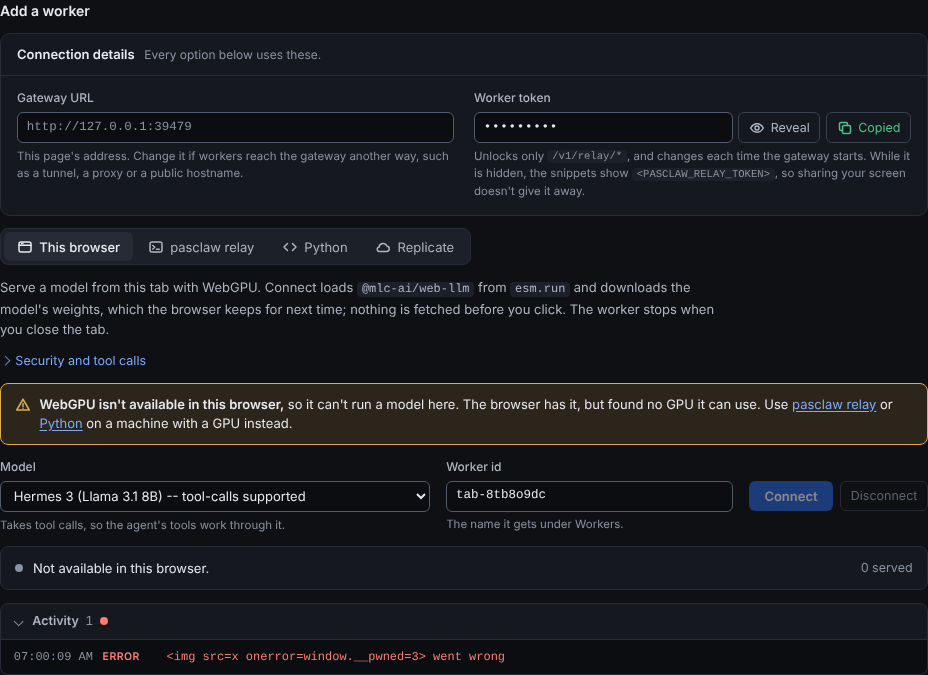 Add a worker
Connection details Every option below uses these.
Gateway URL
Worker token
http://127.0.0.1:39479
•••••••••
Reveal
Copied
This page's address. Change it if workers reach the gateway another way, such
as a tunnel, a proxy or a public hostname.
Unlocks only /v1/relay/* , and changes each time the gateway starts. While it
is hidden, the snippets show <PASCLAW_RELAY_TOKEN> , so sharing your screen
doesn't give it away.
This browser
pasclaw relay
Python
Replicate
Serve a model from this tab with WebGPU. Connect loads @mlc-ai/web-llm from esm.run and downloads the
model's weights, which the browser keeps for next time; nothing is fetched before you click. The worker stops when
you close the tab.
Security and tool calls
WebGPU isn't available in this browser, so it can't run a model here. The browser has it, but found no GPU it can use. Use pasclaw relay or
Python on a machine with a GPU instead.
Model
Worker id
Hermes 3 (Llama 3.1 8B) -- tool-calls supported
tab-8tb8o9dc
Connect
Disconnect
Takes tool calls, so the agent's tools work through it.
The name it gets under Workers.
Not available in this browser.
0 served
Activity 1
07:00:09 AM ERROR <img src=x onerror=window.__pwned=3> went wrong